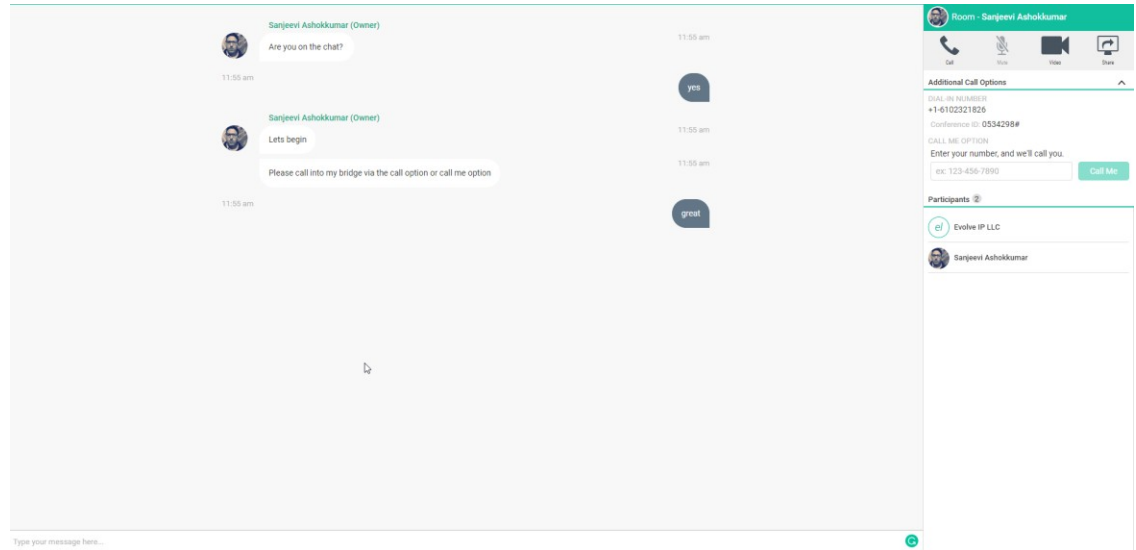 Sanjeevi Ashokkumar (Owner)
Are you on the chat?
11:55 am
11:55 am
yes
Sanjeevi Ashokkumar (Owner)
Lets begin
11:55 am
Please call into my bridge via the call option or call me option
11:55 am
11:55 am
great
Type your message here...
Room - Sanjeevi Ashokkumar
Call
Mute
Video
Share
Additional Call Options
DIAL-IN NUMBER
+1-6102321826
Conference ID: 0534298#
CALL ME OPTION
Enter your number, and we'll call you.
ex: 123-456-7890
Call Me
Participants 2
el
Evolve IP LLC
Sanjeevi Ashokkumar